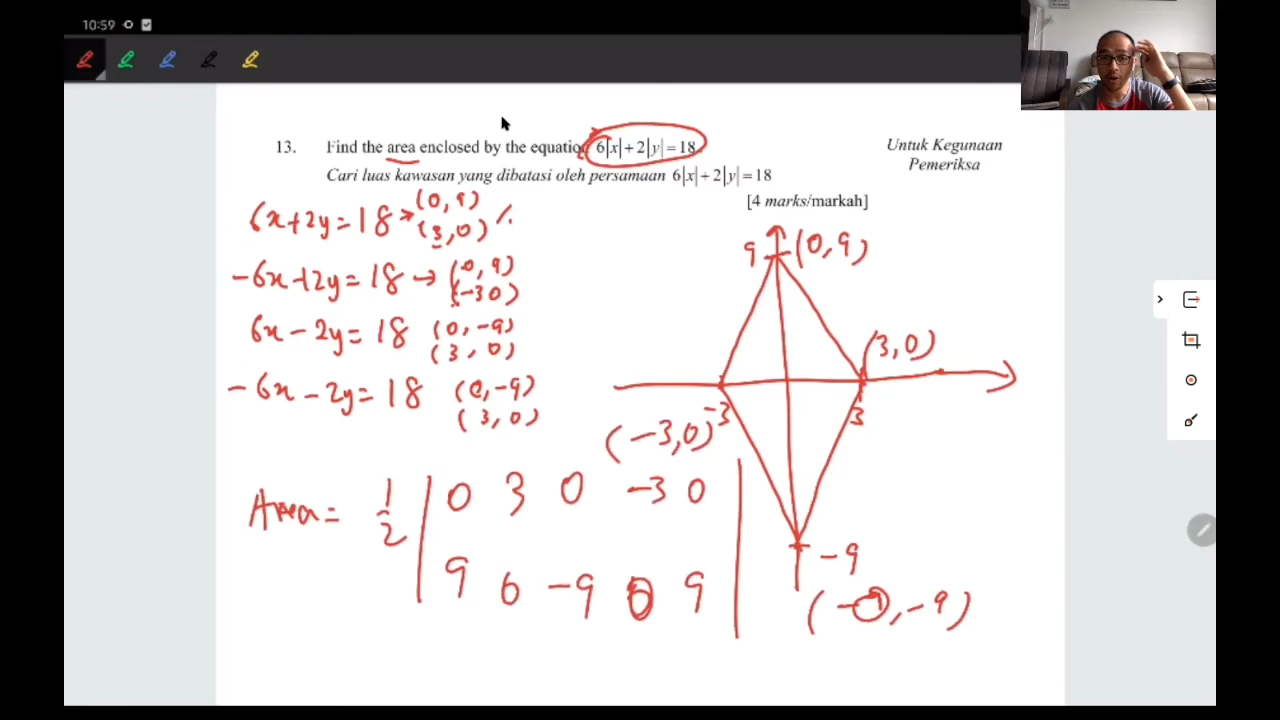 10:59
13. Find the area enclosed by the equation 6|x|+2|y|=18
Untuk Kegunaan
Pemeriksa
Cari luas kawasan yang dibatasi oleh persamaan 6|x|+2|y|=18
[4 marks/markah]
6x+2y=18 → (0,9)
(3,0)
-6x+2y=18 → (0,9)
(-3 0)
6x-2y=18 (0,-9)
(3,0)
-6x-2y=18 (0,-9)
(3,0)
9 (0,9)
(3,0)
-3 3
(-3,0)
-9
Area= 1/2 | 0 3 0 -3 0 |
9 0 -9 0 9